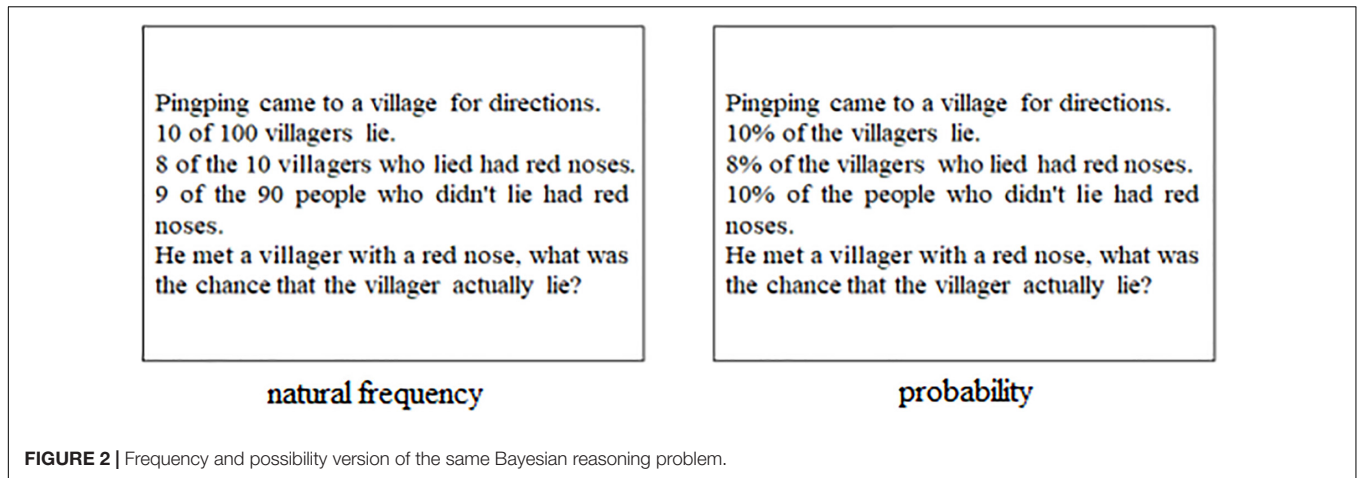 Pingping came to a village for directions.
10 of 100 villagers lie.
8 of the 10 villagers who lied had red noses.
9 of the 90 people who didn't lie had red
noses.
He met a villager with a red nose, what was
the chance that the villager actually lie?
natural frequency
Pingping came to a village for directions.
10% of the villagers lie.
8% of the villagers who lied had red noses.
10% of the people who didn't lie had red
noses.
He met a villager with a red nose, what was
the chance that the villager actually lie?
probability
FIGURE 2 | Frequency and possibility version of the same Bayesian reasoning problem.